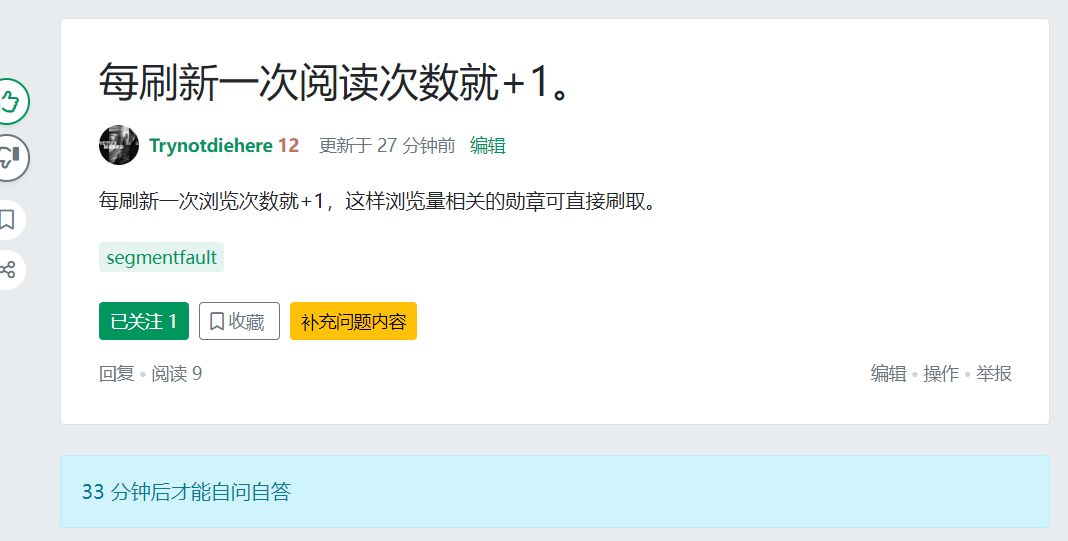 每刷新一次阅读次数就+1。
Trynotdiehere 12 更新于 27 分钟前 编辑
每刷新一次浏览次数就+1，这样浏览量相关的勋章可直接刷取。
segmentfault
已关注 1 收藏 补充问题内容
回复 • 阅读 9 编辑 • 操作 • 举报
33 分钟后才能自问自答